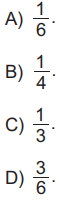 A) 1/6.
B) 1/4.
C) 1/3.
D) 3/6.